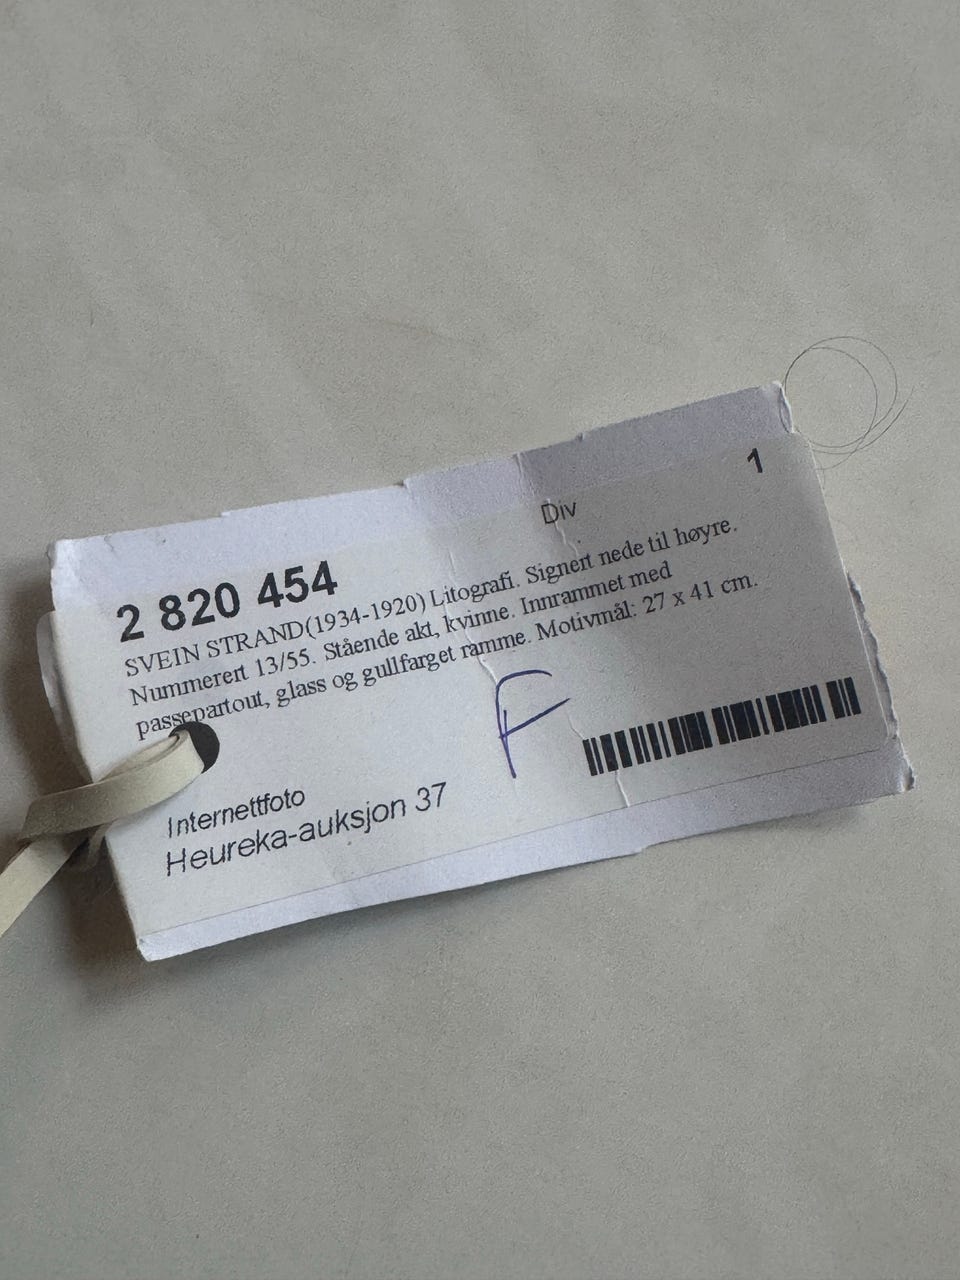 Div 1
2 820 454
SVEIN STRAND(1934-1920) Litografi. Signert nede til høyre.
Nummerert 13/55. Stående akt, kvinne. Innrammet med
passepartout, glass og gullfarget ramme. Motivmål: 27 x 41 cm.
F
Internettfoto
Heureka-auksjon 37